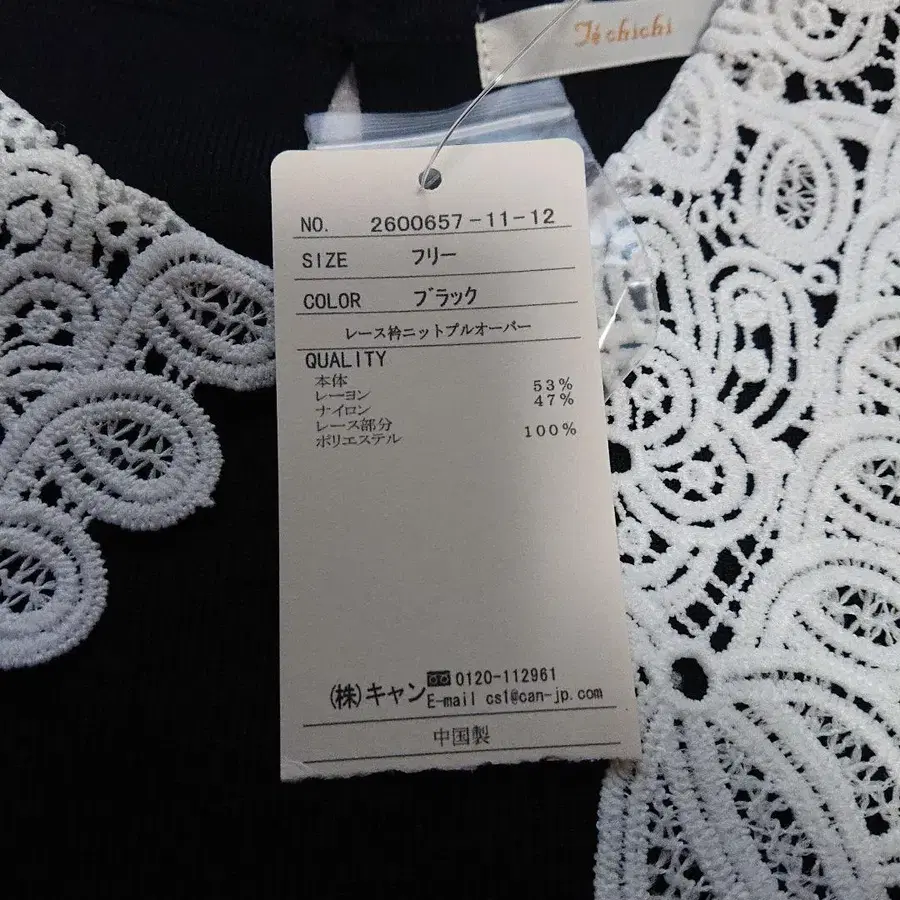 Té chichi
NO. 2600657-11-12
SIZE フリー
COLOR ブラック
レース衿ニットプルオーバー
QUALITY
本体
レーヨン 53%
ナイロン 47%
レース部分
ポリエステル 100%
(株)キャン 0120-112961
E-mail cs1@can-jp.com
中国製